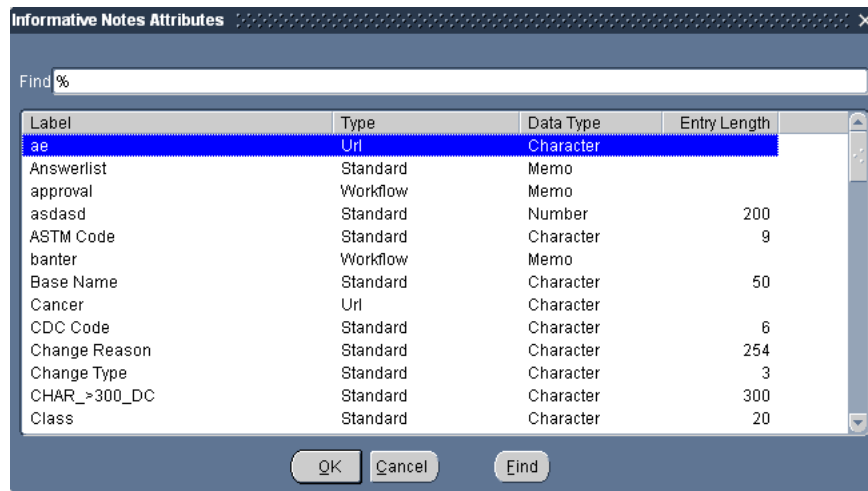 Informative Notes Attributes
Find %
Label Type Data Type Entry Length
ae Url Character
Answerlist Standard Memo
approval Workflow Memo
asdasd Standard Number 200
ASTM Code Standard Character 9
banter Workflow Memo
Base Name Standard Character 50
Cancer Url Character
CDC Code Standard Character 6
Change Reason Standard Character 254
Change Type Standard Character 3
CHAR_>300_DC Standard Character 300
Class Standard Character 20
OK Cancel Find